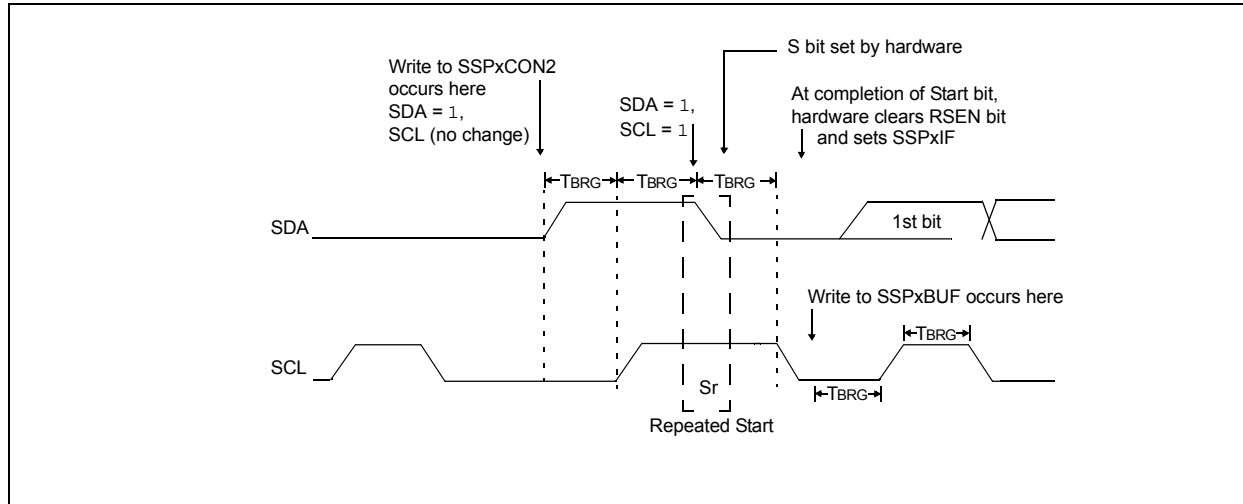 S bit set by hardware
Write to SSPxCON2
occurs here
SDA = 1,
SCL (no change)
SDA = 1,
SCL = 1
At completion of Start bit,
hardware clears RSEN bit
and sets SSPxIF
TBRG TBRG TBRG
SDA
1st bit
Write to SSPxBUF occurs here
TBRG
SCL
Sr
TBRG
Repeated Start